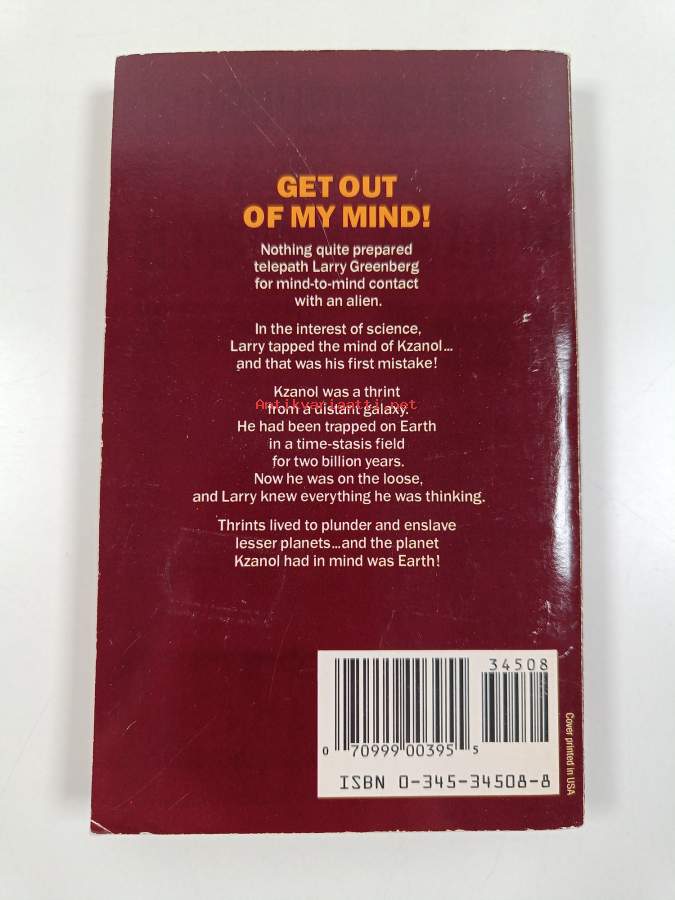 GET OUT
OF MY MIND!
Nothing quite prepared
telepath Larry Greenberg
for mind-to-mind contact
with an alien.
In the interest of science,
Larry tapped the mind of Kzanol...
and that was his first mistake!
Kzanol was a thrint
Antikvariaatti.net
from a distant galaxy.
He had been trapped on Earth
in a time-stasis field
for two billion years.
Now he was on the loose,
and Larry knew everything he was thinking.
Thrints lived to plunder and enslave
lesser planets...and the planet
Kzanol had in mind was Earth!
34508
0 70999 00395 5
ISBN 0-345-34508-8
Cover printed in USA